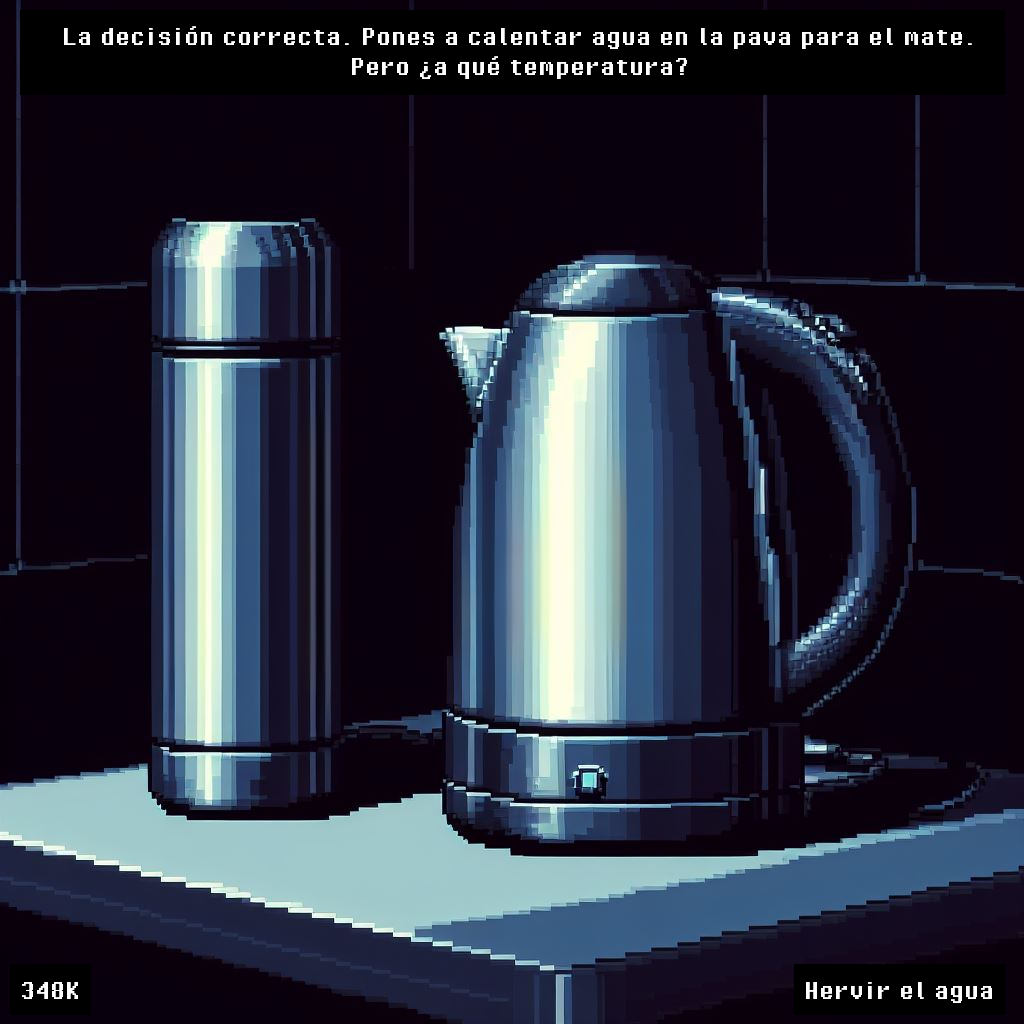 La decisión correcta. Pones a calentar agua en la pava para el mate.
Pero ¿a qué temperatura?
348K
Hervir el agua